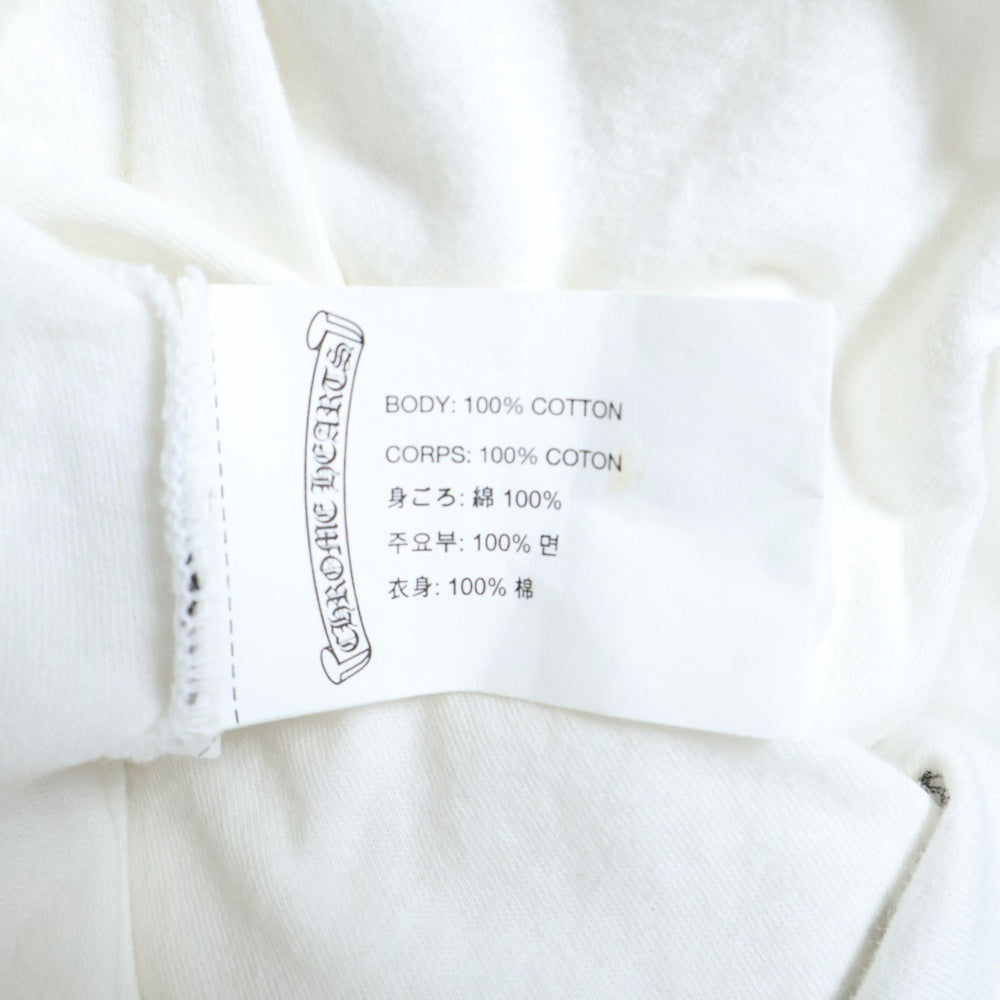 CHROME HEARTS
BODY: 100% COTTON
CORPS: 100% COTON
身ごろ: 綿 100%
주요부: 100% 면
衣身: 100% 棉